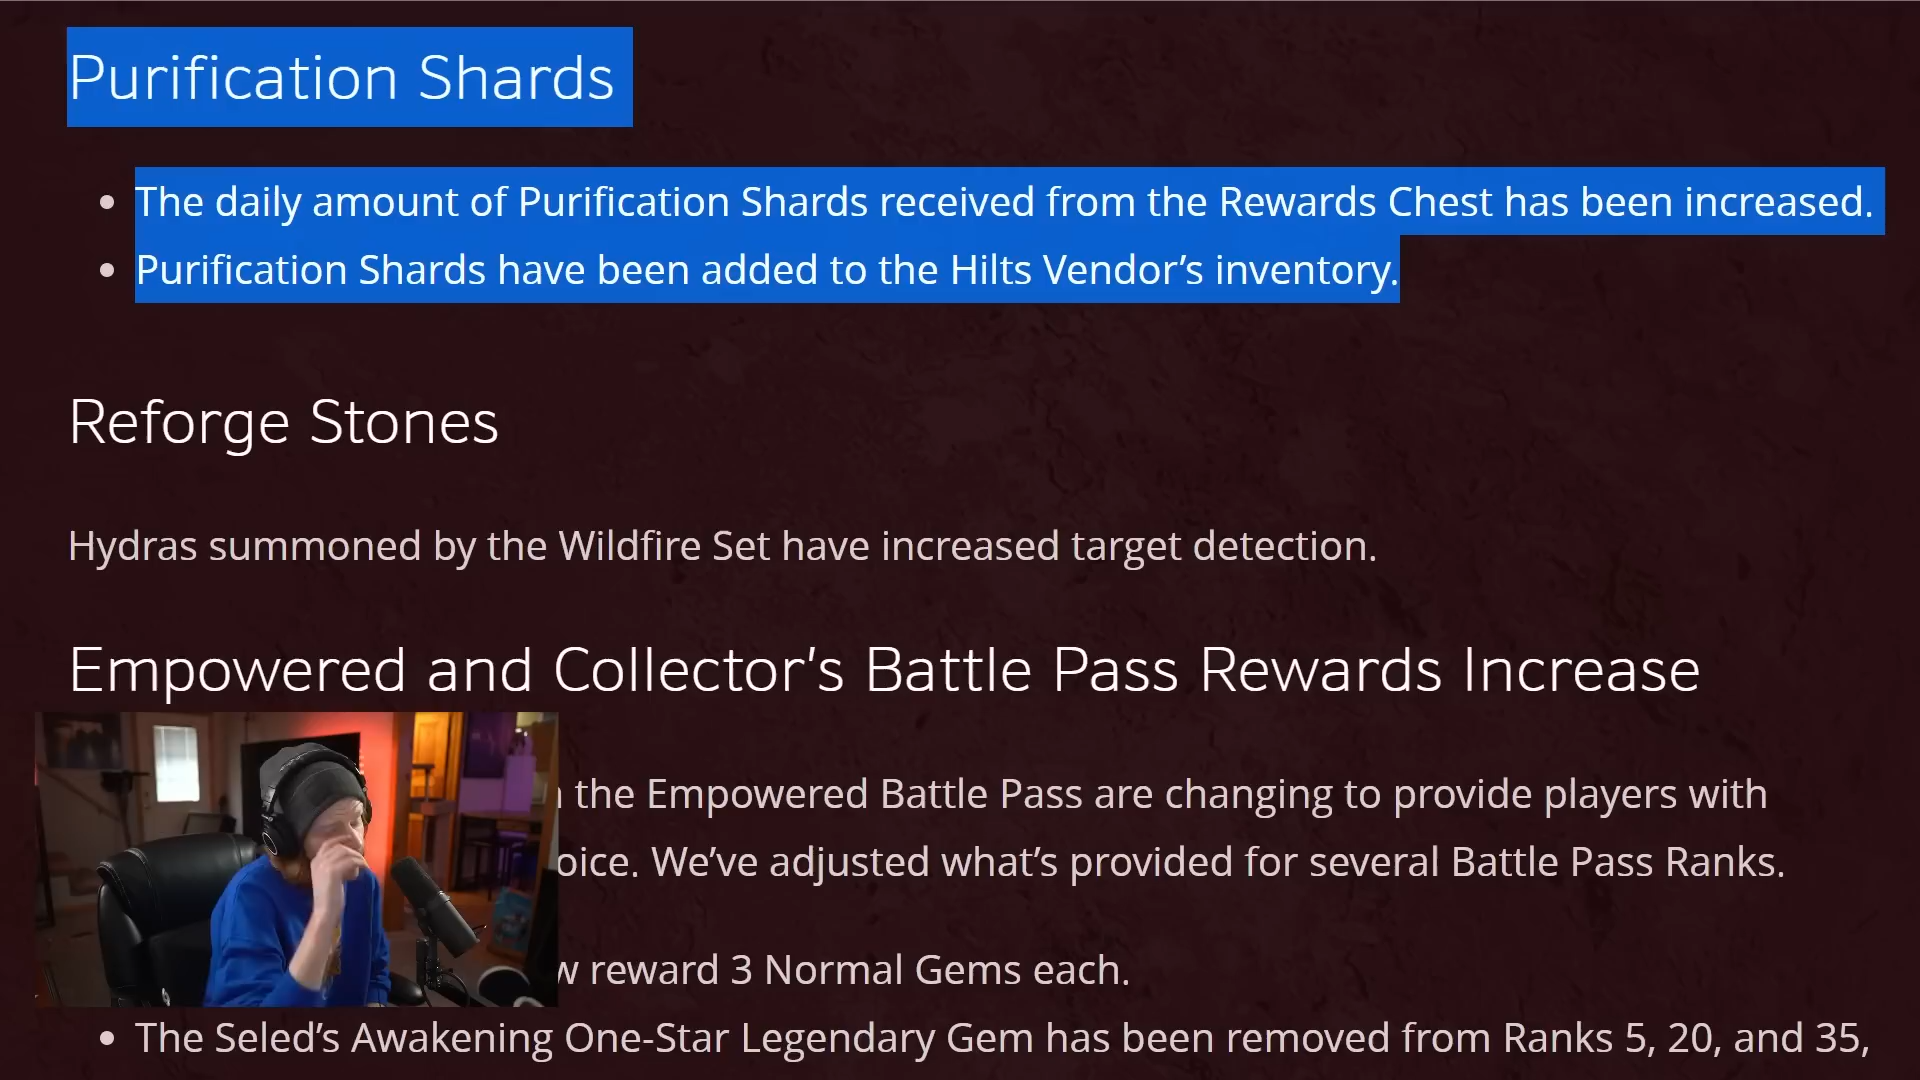 Purification Shards
The daily amount of Purification Shards received from the Rewards Chest has been increased.
Purification Shards have been added to the Hilts Vendor’s inventory.
Reforge Stones
Hydras summoned by the Wildfire Set have increased target detection.
Empowered and Collector’s Battle Pass Rewards Increase
the Empowered Battle Pass are changing to provide players with
oice. We’ve adjusted what’s provided for several Battle Pass Ranks.
w reward 3 Normal Gems each.
The Seled’s Awakening One-Star Legendary Gem has been removed from Ranks 5, 20, and 35,